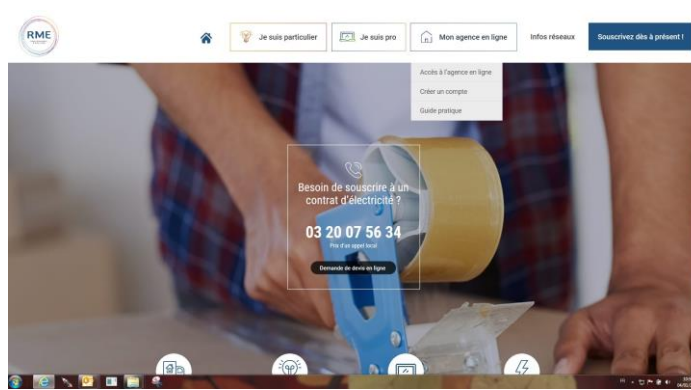 RME
Je suis particulier
Je suis pro
Mon agence en ligne
Infos réseaux
Souscrivez dès à présent !
Accès à l'agence en ligne
Créer un compte
Guide pratique
Besoin de souscrire à un
contrat d'électricité ?
03 20 07 56 34
Prix d'un appel local
Demande de devis en ligne